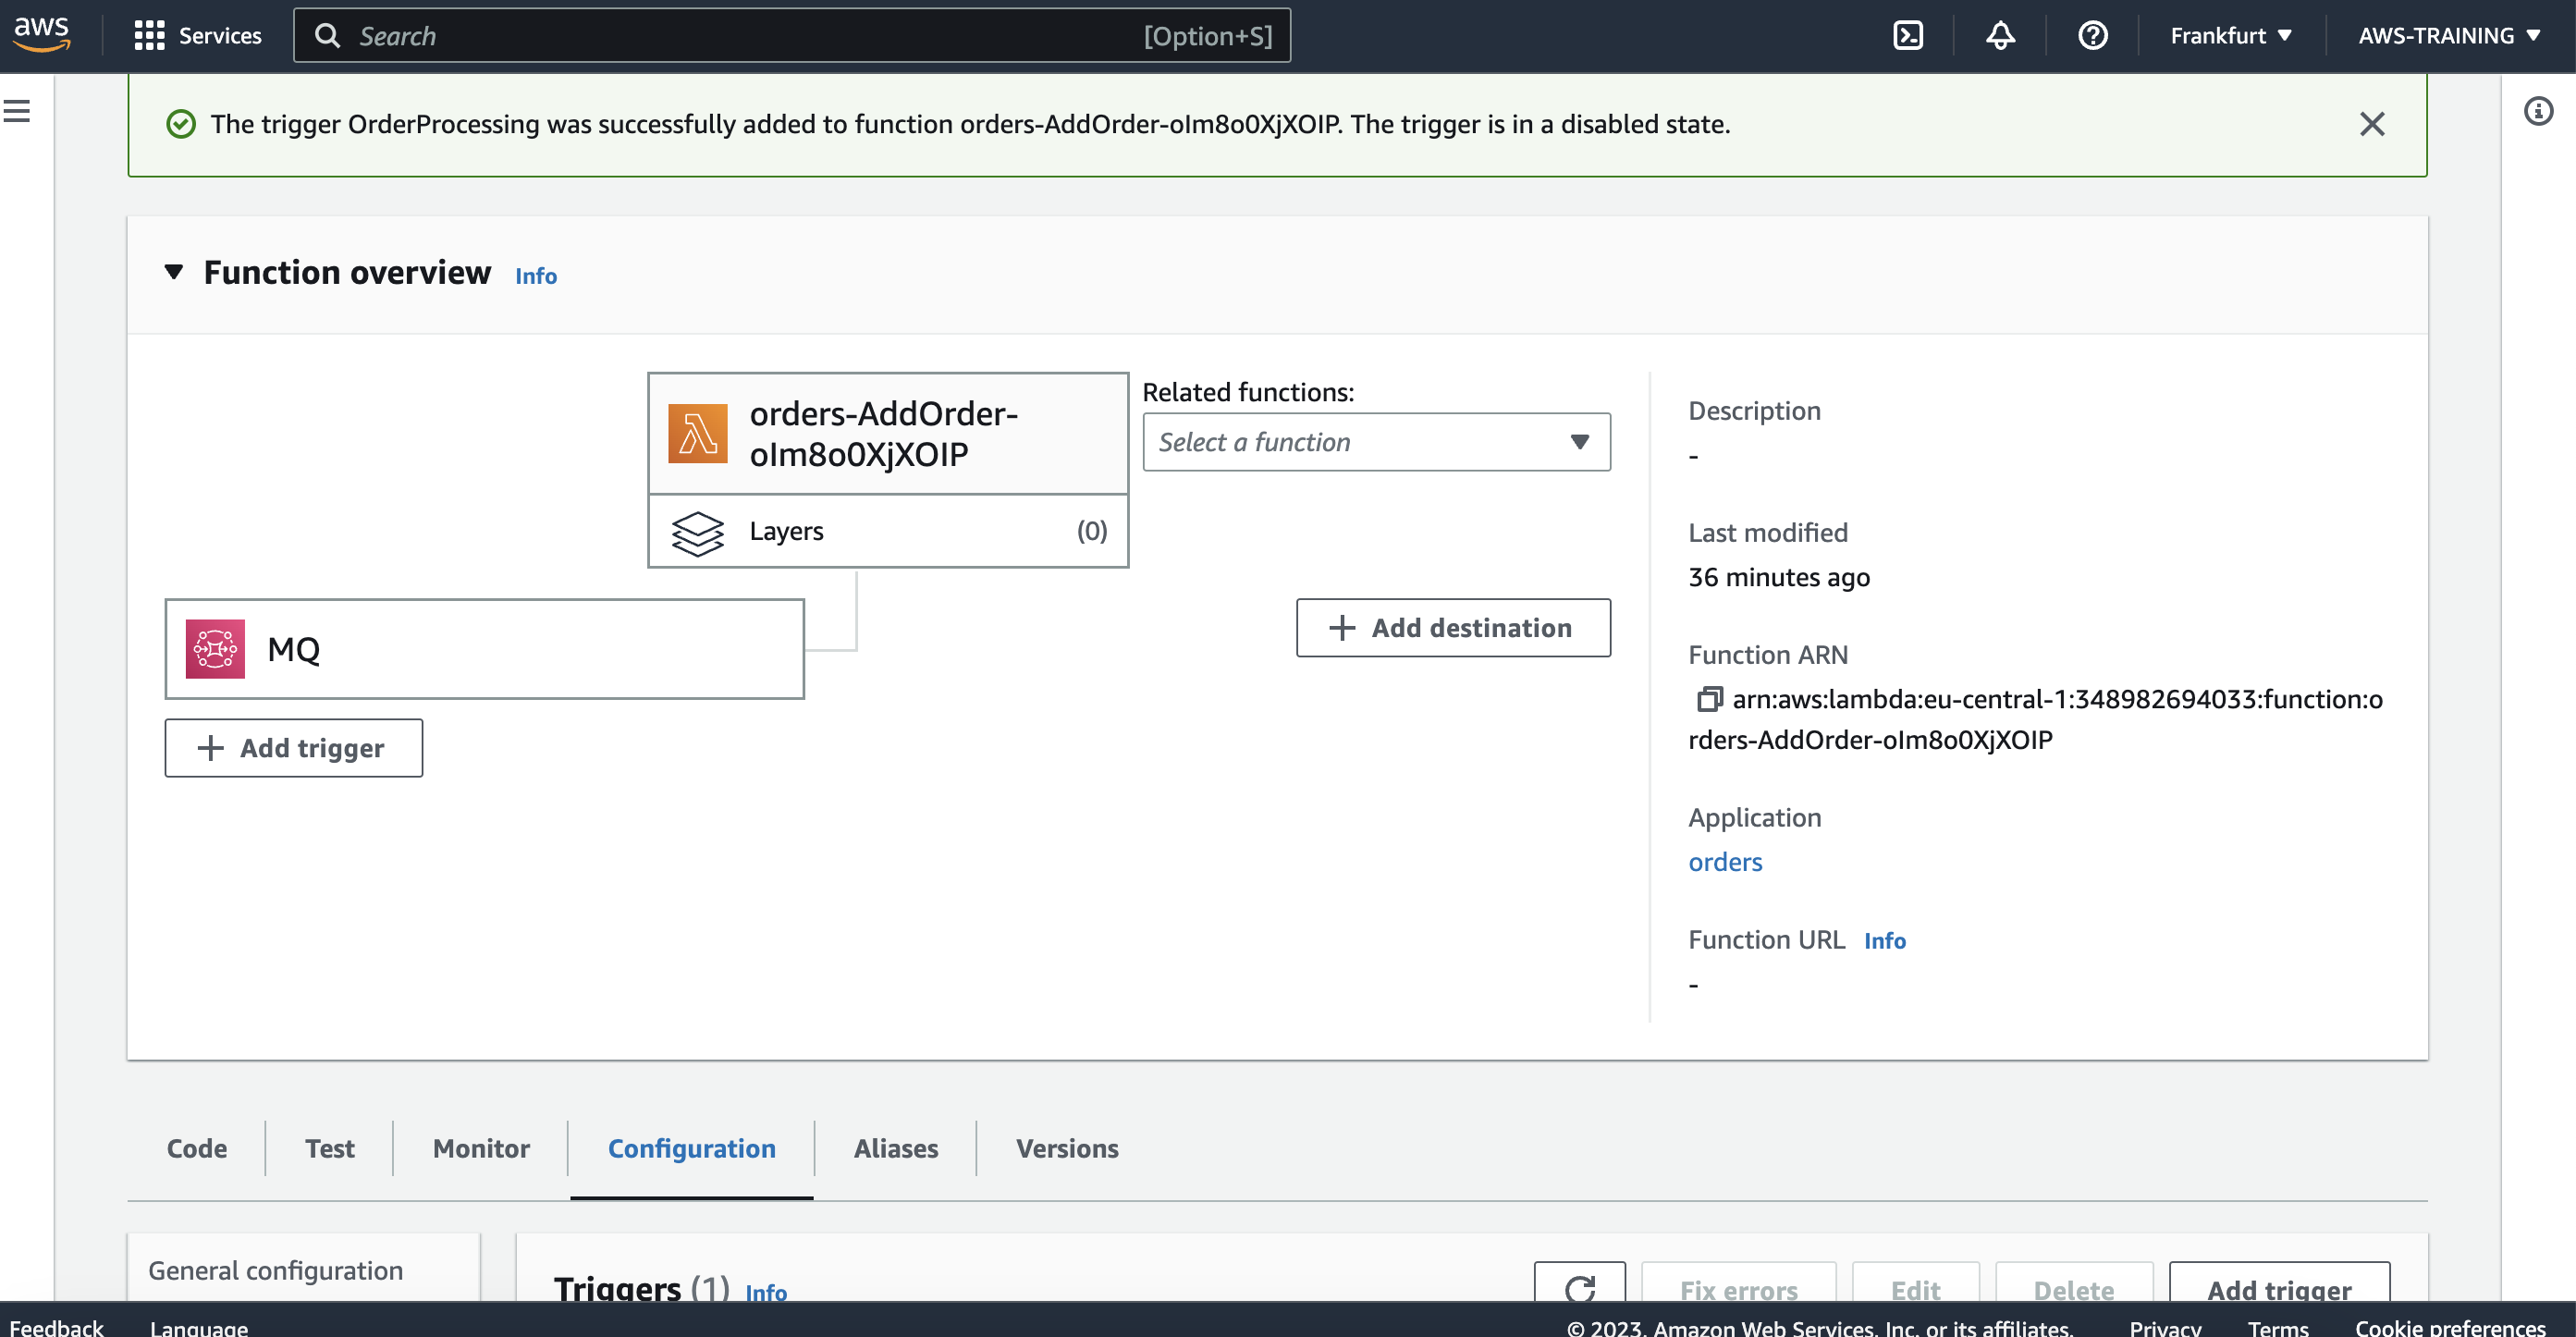 aws
Services
Search
[Option+S]
Frankfurt
AWS-TRAINING
The trigger OrderProcessing was successfully added to function orders-AddOrder-oIm8o0XjXOIP. The trigger is in a disabled state.
Function overview Info
orders-AddOrder-
oIm8o0XjXOIP
Layers (0)
Related functions:
Select a function
MQ
Add trigger
Add destination
Description
-
Last modified
36 minutes ago
Function ARN
arn:aws:lambda:eu-central-1:348982694033:function:o
rders-AddOrder-oIm8o0XjXOIP
Application
orders
Function URL Info
-
Code
Test
Monitor
Configuration
Aliases
Versions
General configuration
Triggers (1) Info
Fix errors
Edit
Delete
Add trigger
Feedback
Language
© 2023, Amazon Web Services, Inc. or its affiliates.
Privacy
Terms
Cookie preferences